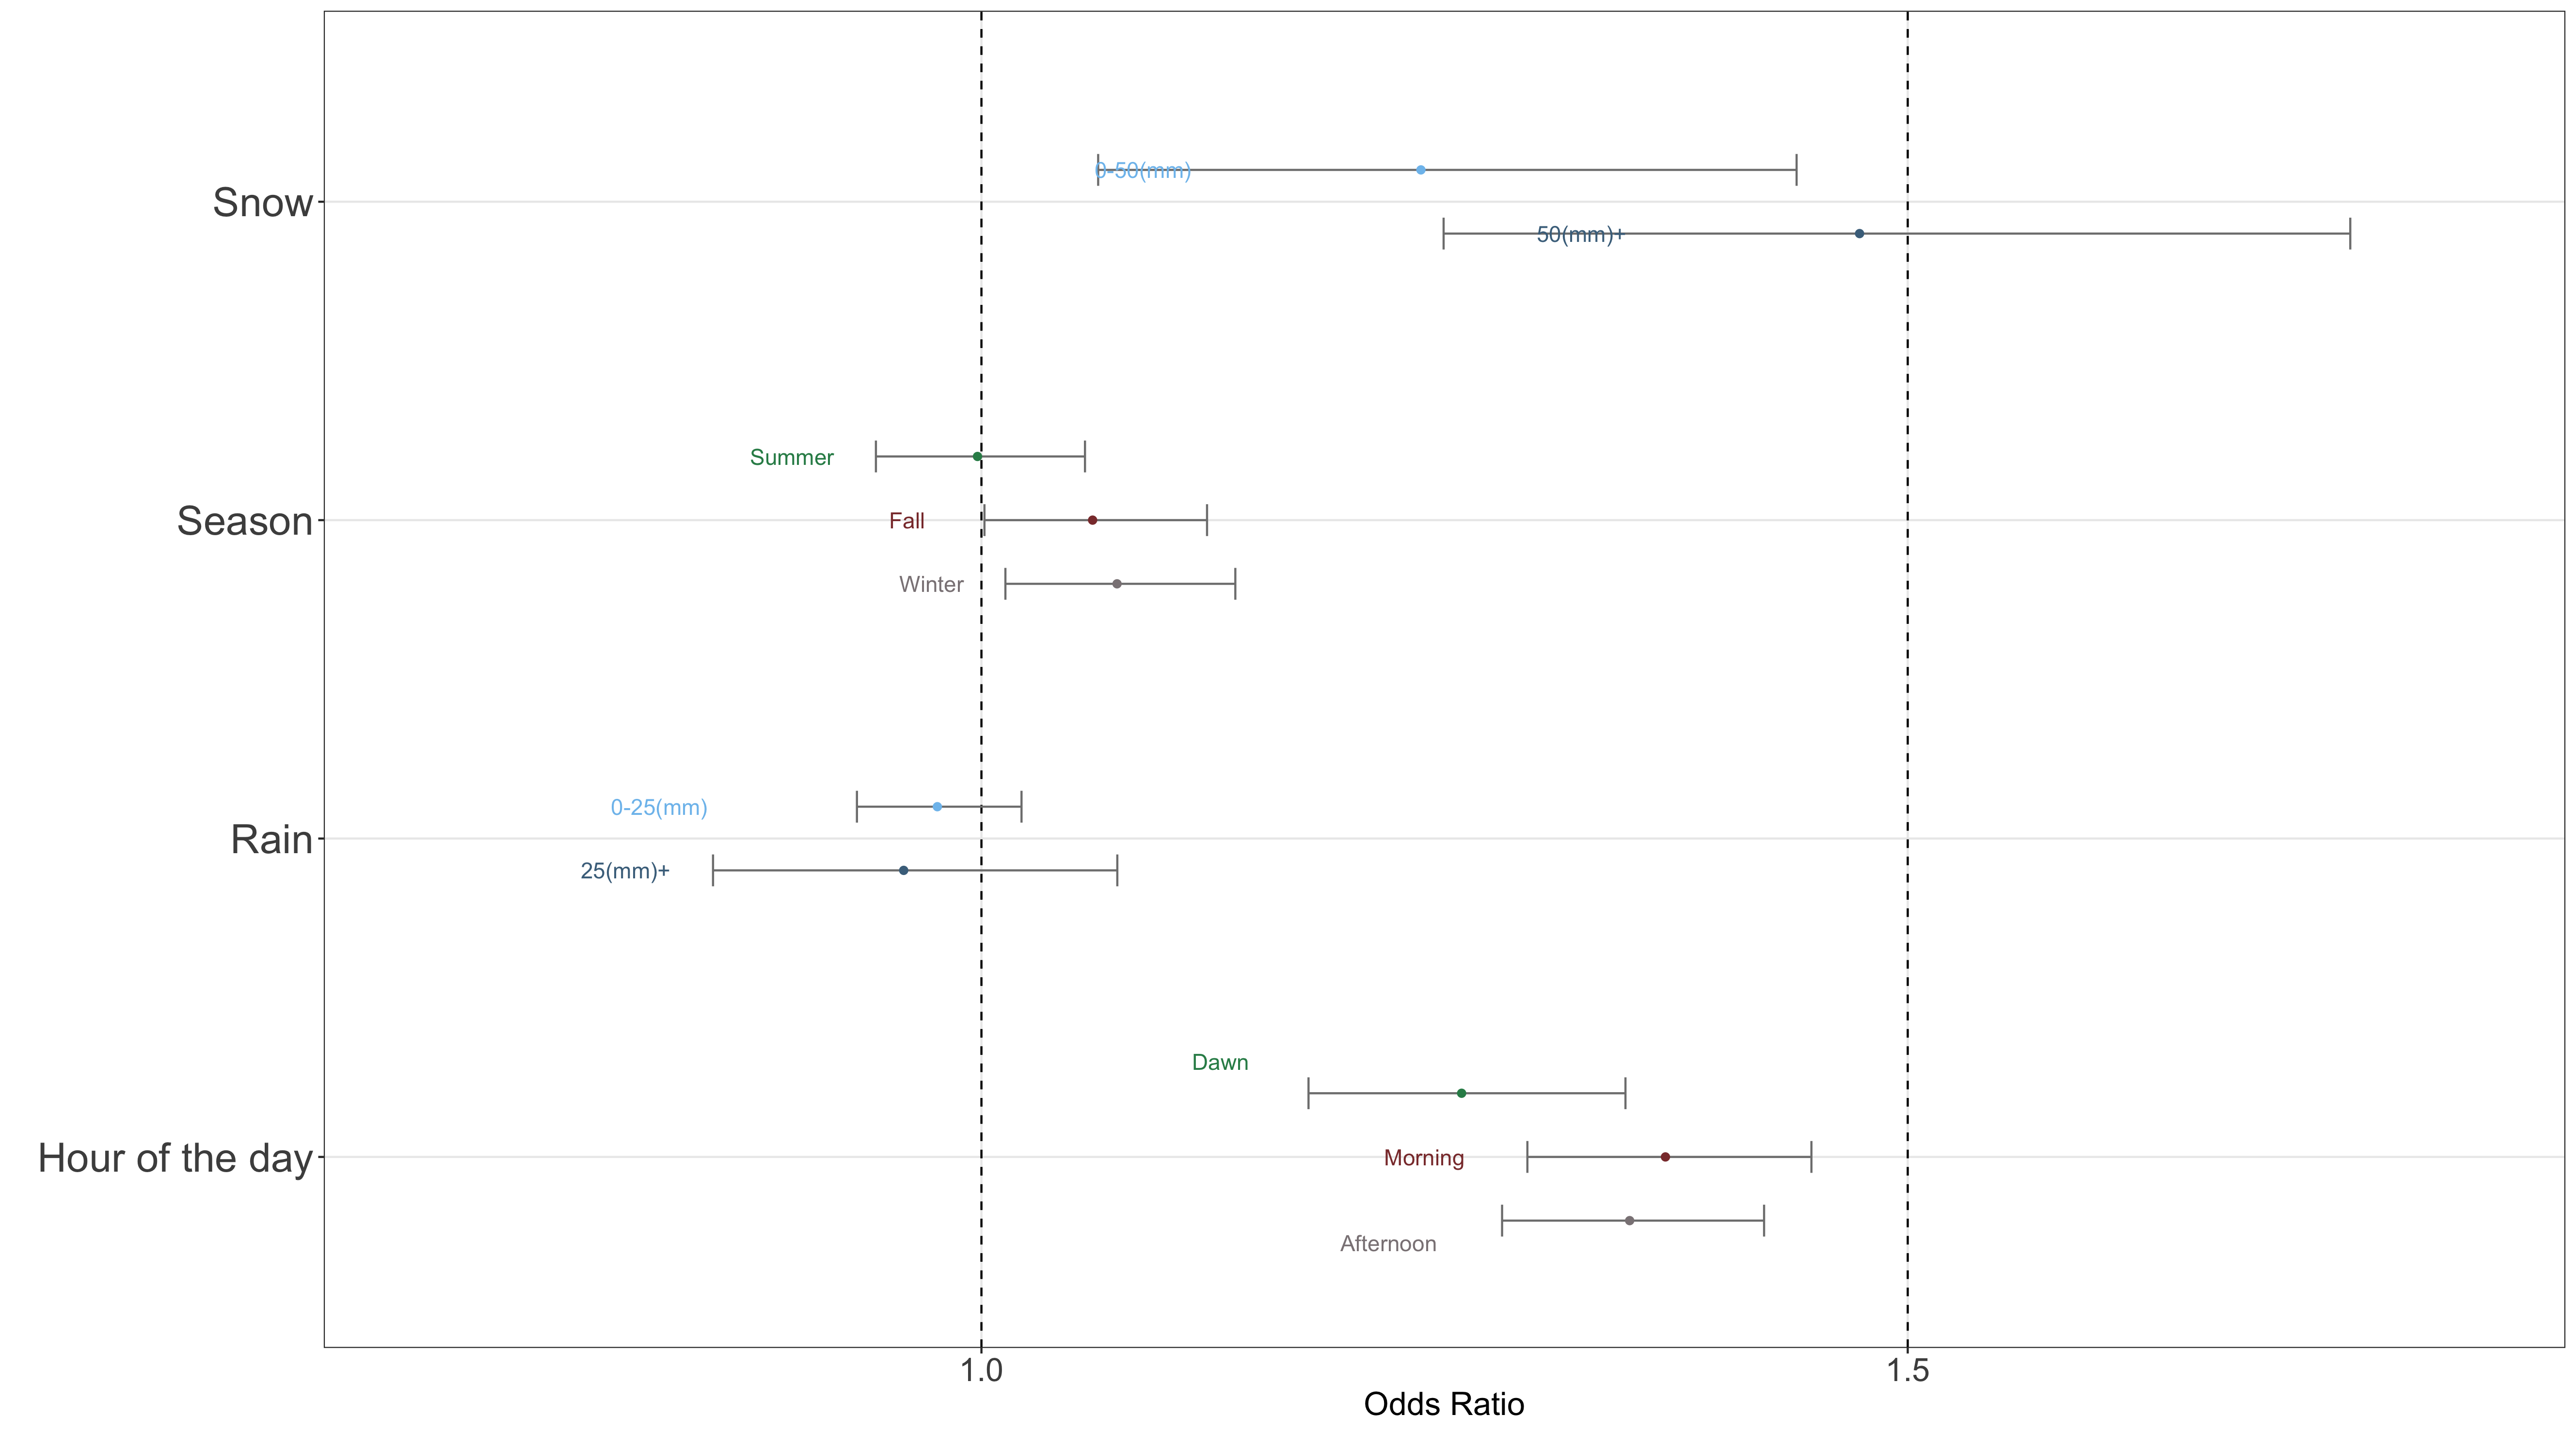 Snow
0-50(mm)
50(mm)+
Season
Summer
Fall
Winter
Rain
0-25(mm)
25(mm)+
Hour of the day
Dawn
Morning
Afternoon
1.0
1.5
Odds Ratio